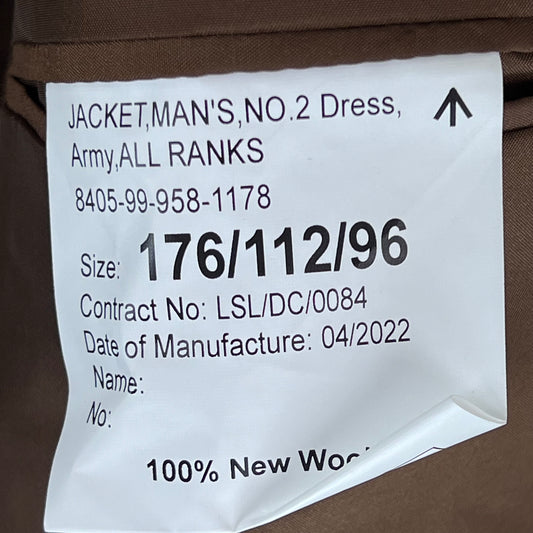 JACKET,MAN'S,NO.2 Dress,
Army,ALL RANKS
8405-99-958-1178
Size: 176/112/96
Contract No: LSL/DC/0084
Date of Manufacture: 04/2022
Name:
No:
100% New